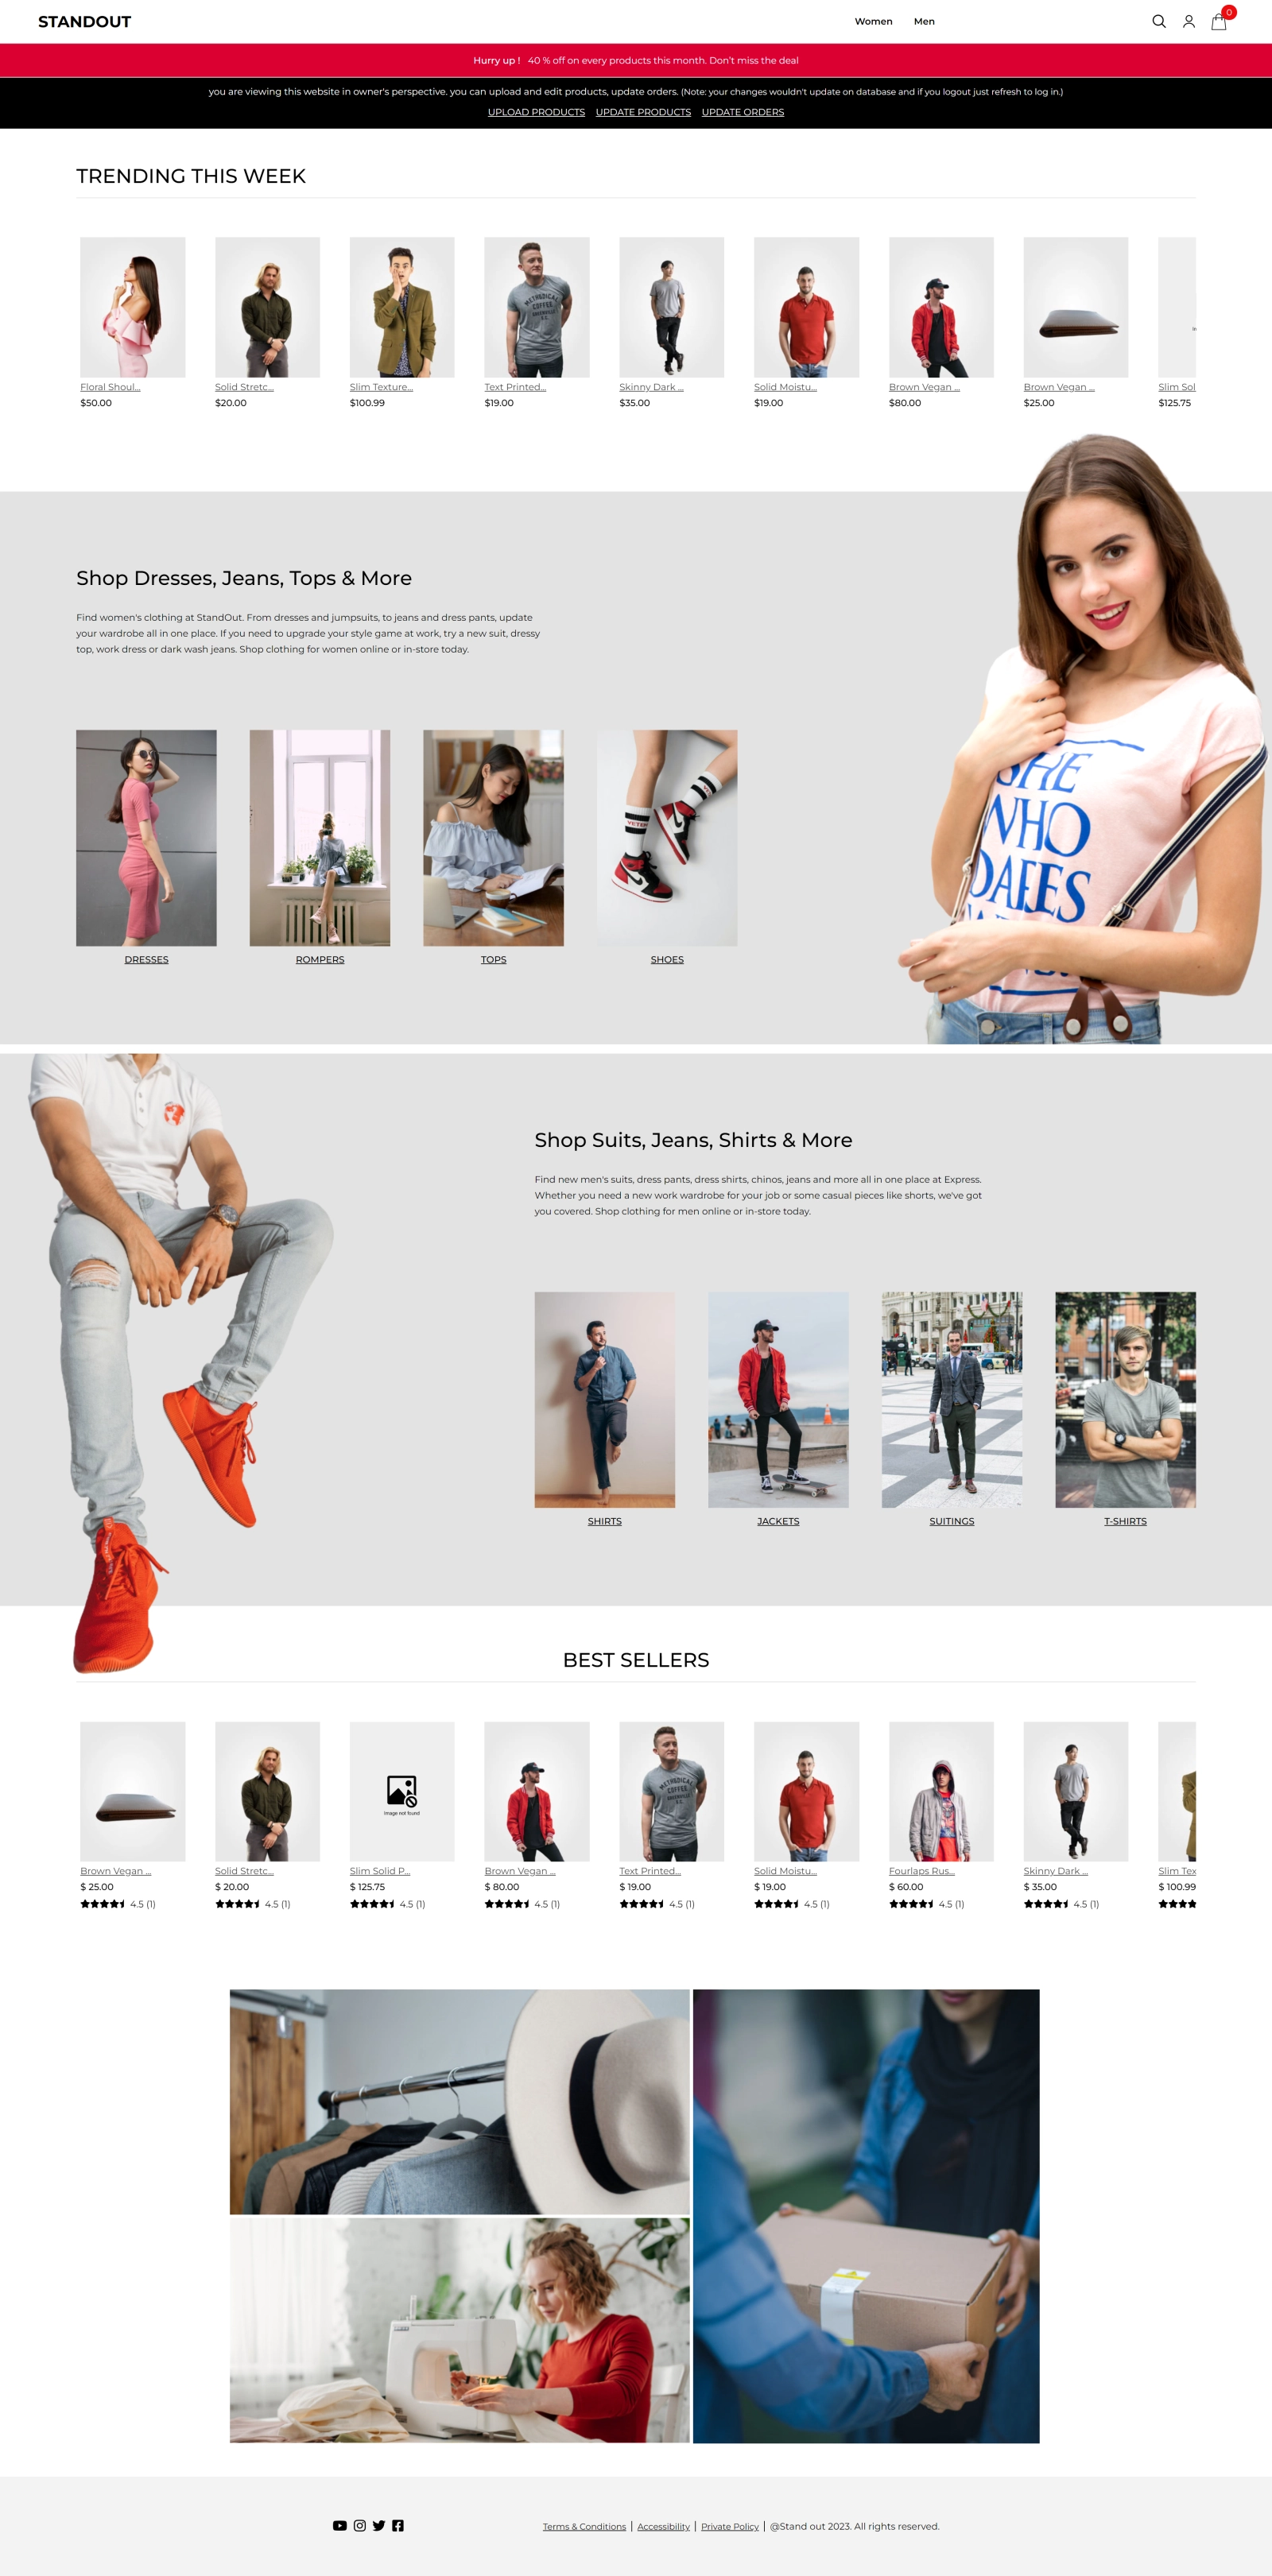 STANDOUT
Women Men
0
Hurry up ! 40 % off on every products this month. Don't miss the deal
you are viewing this website in owner's perspective. you can upload and edit products, update orders. (Note: your changes wouldn't update on database and if you logout just refresh to log in.)
UPLOAD PRODUCTS UPDATE PRODUCTS UPDATE ORDERS
TRENDING THIS WEEK
METHODICAL
COFFEE
Floral Shoul... Solid Stretc... Slim Texture... Text Printed... Skinny Dark ... Solid Moistu... Brown Vegan ... Brown Vegan ... Slim Sol
$50.00 $20.00 $100.99 $19.00 $35.00 $19.00 $80.00 $25.00 $125.75
Shop Dresses, Jeans, Tops & More
Find women's clothing at StandOut. From dresses and jumpsuits, to jeans and dress pants, update
your wardrobe all in one place. If you need to upgrade your style game at work, try a new suit, dressy
top, work dress or dark wash jeans. Shop clothing for women online or in-store today.
SHE
WHO
DARES
DRESSES ROMPERS TOPS SHOES
Shop Suits, Jeans, Shirts & More
Find new men's suits, dress pants, dress shirts, chinos, jeans and more all in one place at Express.
Whether you need a new work wardrobe for your job or some casual pieces like shorts, we've got
you covered. Shop clothing for men online or in-store today.
SHIRTS JACKETS SUITINGS T-SHIRTS
BEST SELLERS
Image not found
METHODICAL
COFFEE
Brown Vegan ... Solid Stretc... Slim Solid P... Brown Vegan ... Text Printed... Solid Moistu... Fourlaps Rus... Skinny Dark ... Slim Tex
$ 25.00 $ 20.00 $ 125.75 $ 80.00 $ 19.00 $ 19.00 $ 60.00 $ 35.00 $ 100.99
4.5 (1) 4.5 (1) 4.5 (1) 4.5 (1) 4.5 (1) 4.5 (1) 4.5 (1) 4.5 (1)
Terms & Conditions | Accessibility | Private Policy | @Stand out 2023. All rights reserved.